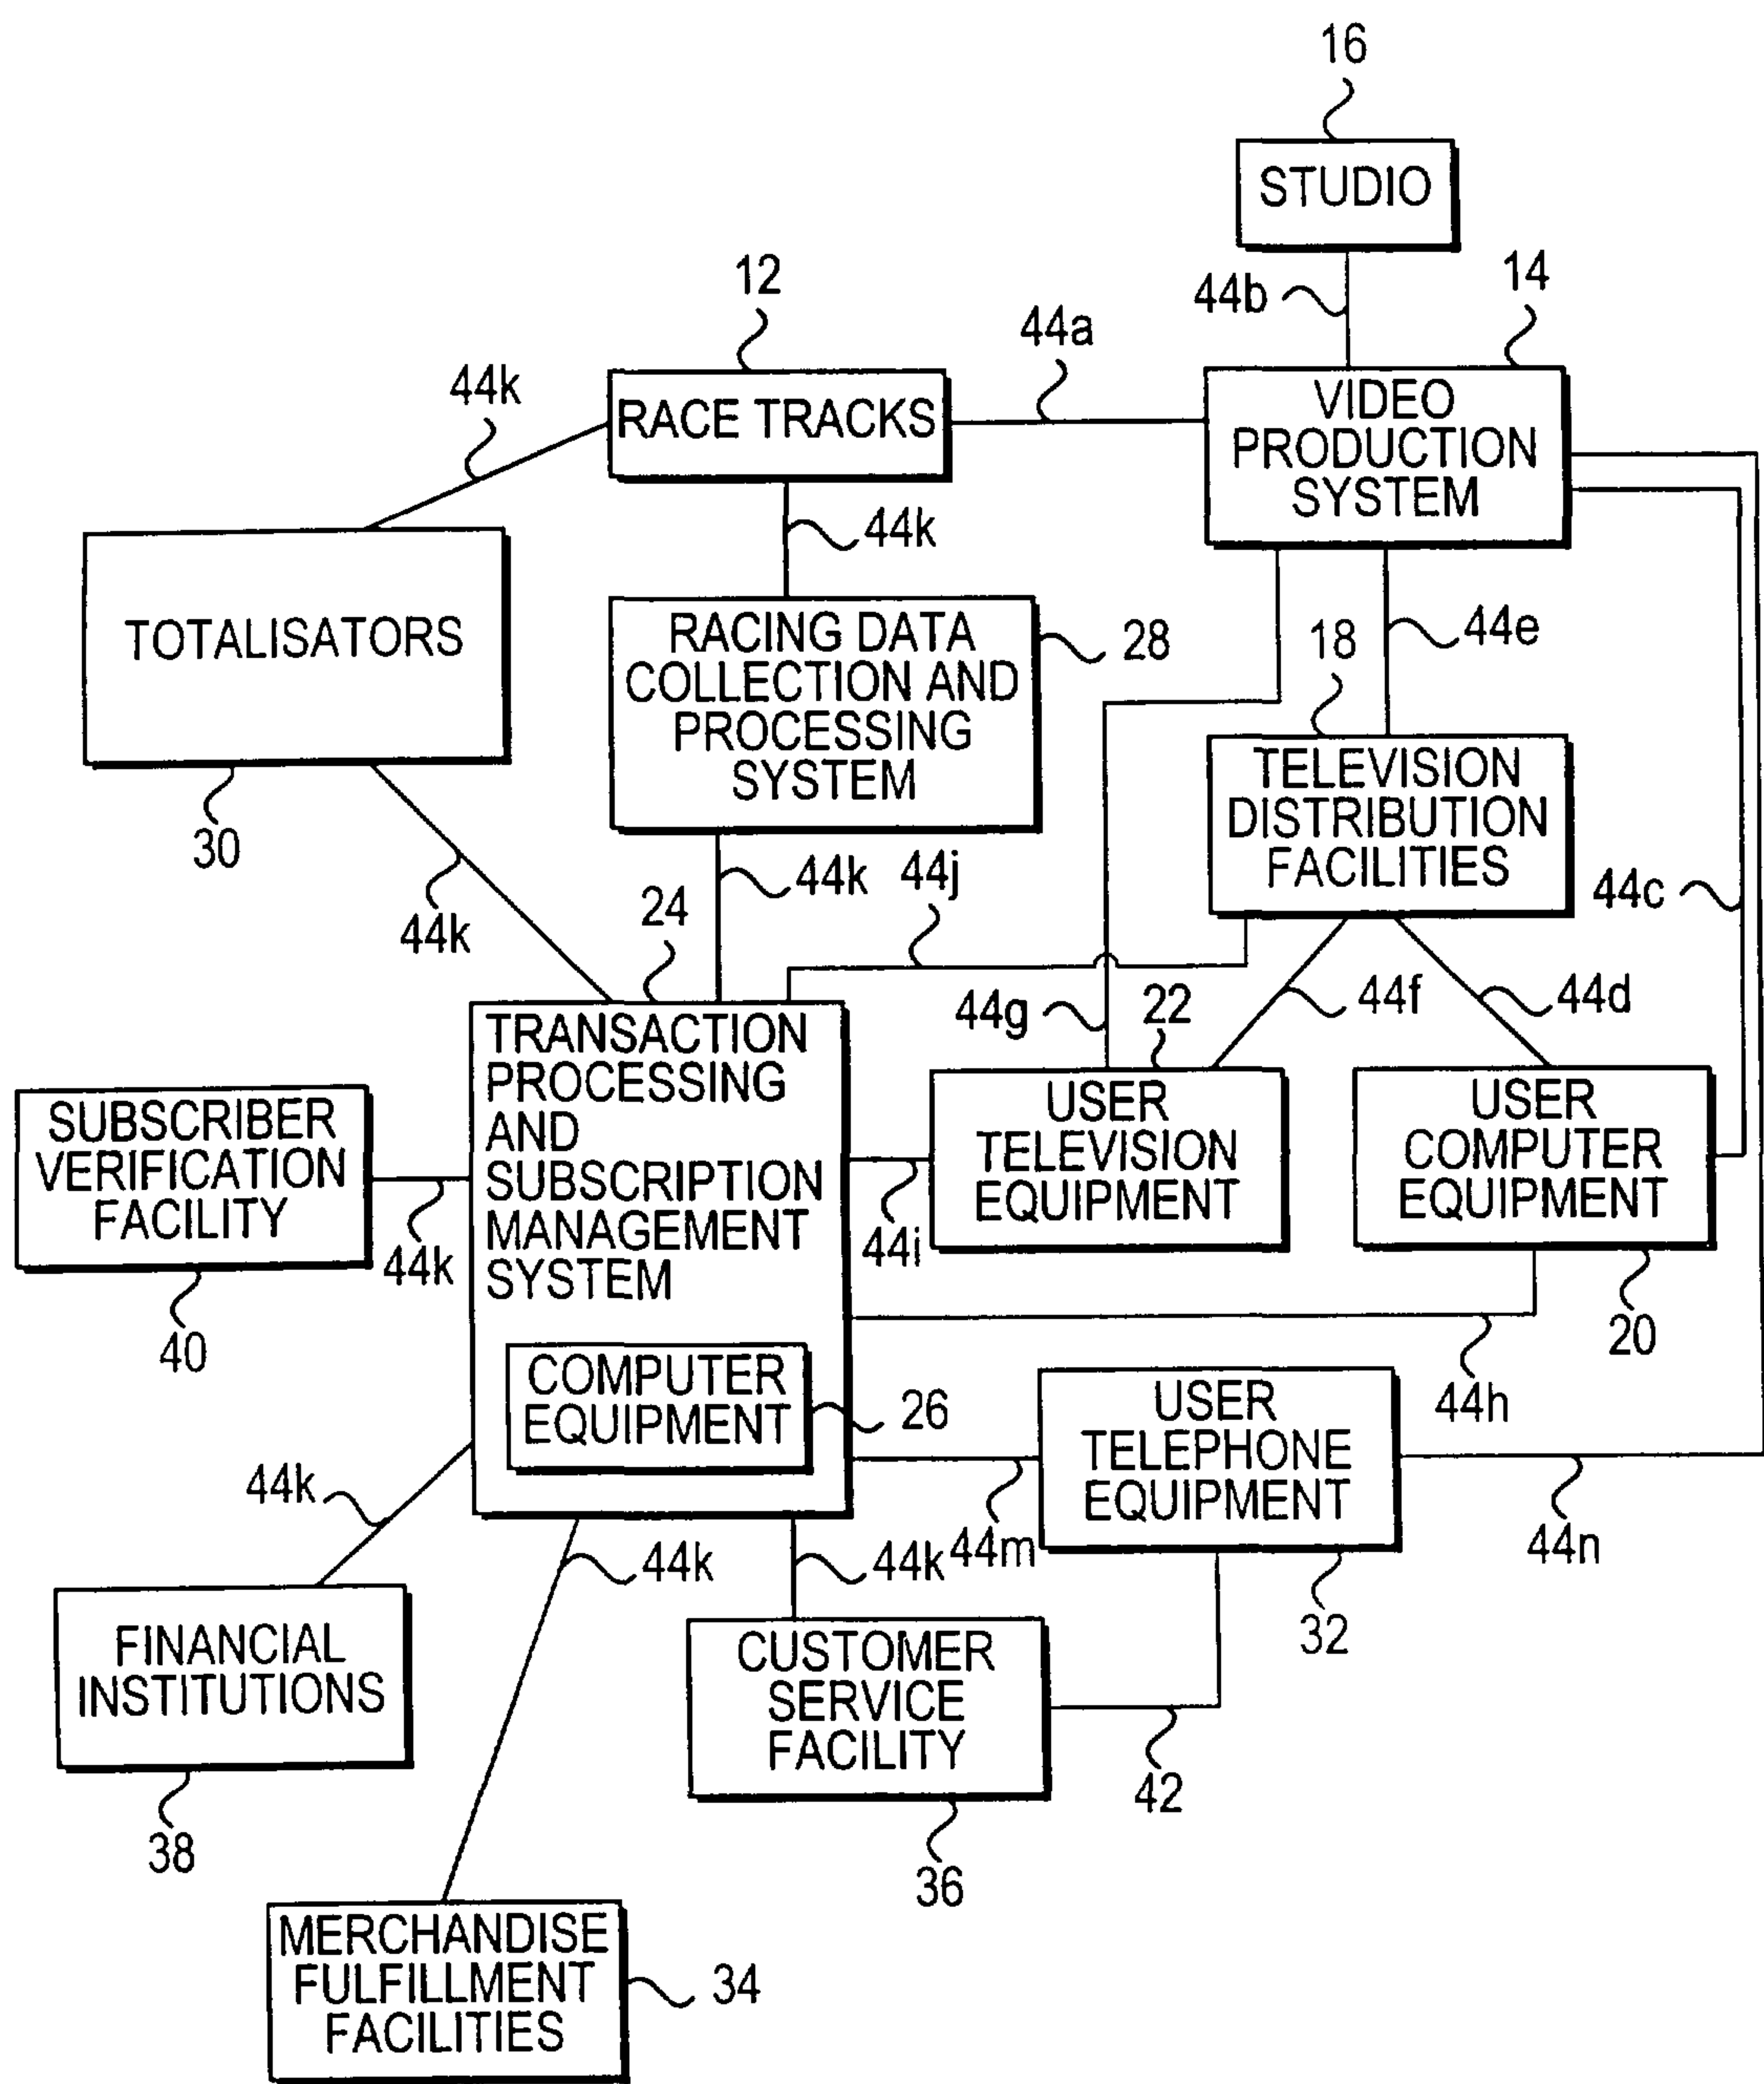 16
STUDIO
44b
14
12
44a
VIDEO
PRODUCTION
SYSTEM
44k
RACE TRACKS
44k
TOTALISATORS
30
RACING DATA
COLLECTION AND
PROCESSING
SYSTEM
28
44e
18
TELEVISION
DISTRIBUTION
FACILITIES
44c
44k
44k
44j
24
44g
22
44f
44d
TRANSACTION
PROCESSING
AND
SUBSCRIPTION
MANAGEMENT
SYSTEM
SUBSCRIBER
VERIFICATION
FACILITY
40
44k
44i
USER
TELEVISION
EQUIPMENT
USER
COMPUTER
EQUIPMENT
20
44h
COMPUTER
EQUIPMENT
26
USER
TELEPHONE
EQUIPMENT
32
44m
44n
44k
44k
44k
FINANCIAL
INSTITUTIONS
38
CUSTOMER
SERVICE
FACILITY
36
42
MERCHANDISE
FULFILLMENT
FACILITIES
34